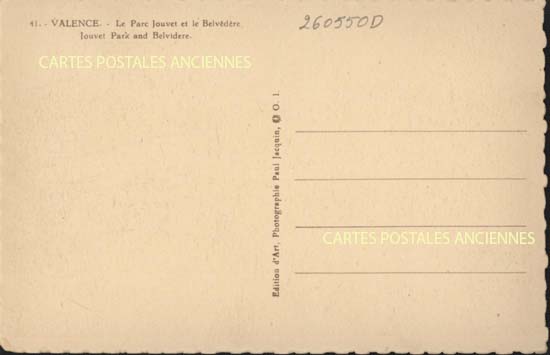 41. - VALENCE. - Le Parc Jouvet et le Belvédère.
Jouvet Park and Belvidere.
260550D
CARTES POSTALES ANCIENNES
Edition d'Art, Photographie Paul Jacquin, O. I.
CARTES POSTALES ANCIENNES